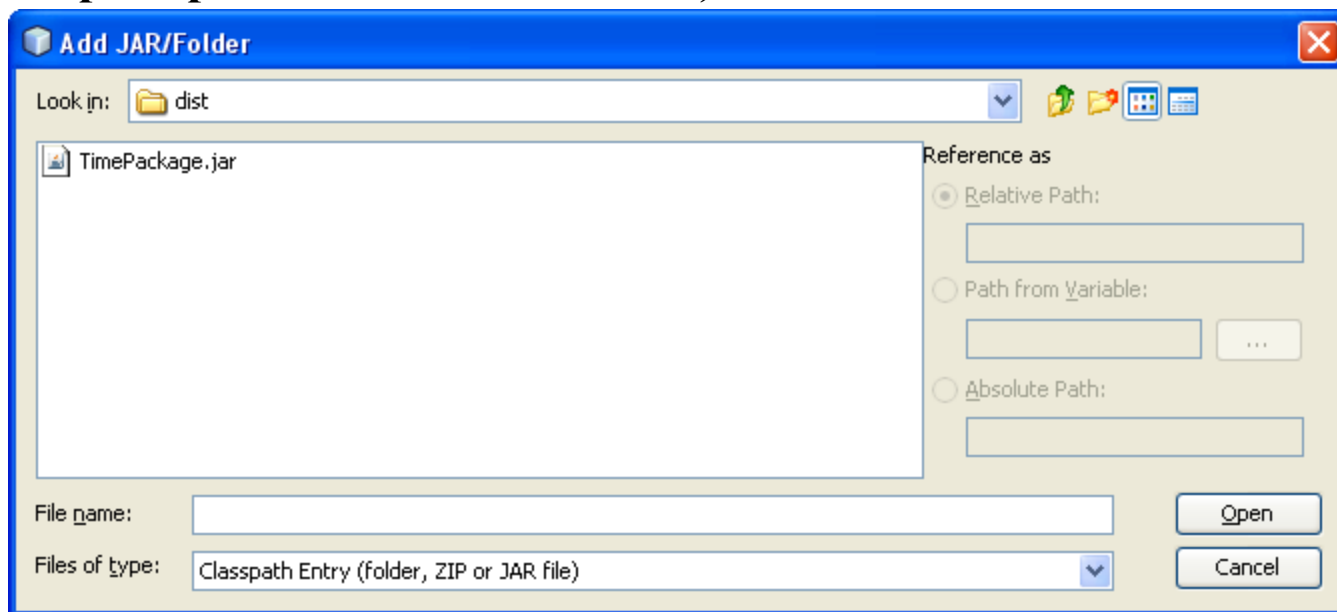 Add JAR/Folder
Look in: dist
TimePackage.jar
Reference as
Relative Path:
Path from Variable:
...
Absolute Path:
File name:
Open
Files of type: Classpath Entry (folder, ZIP or JAR file)
Cancel